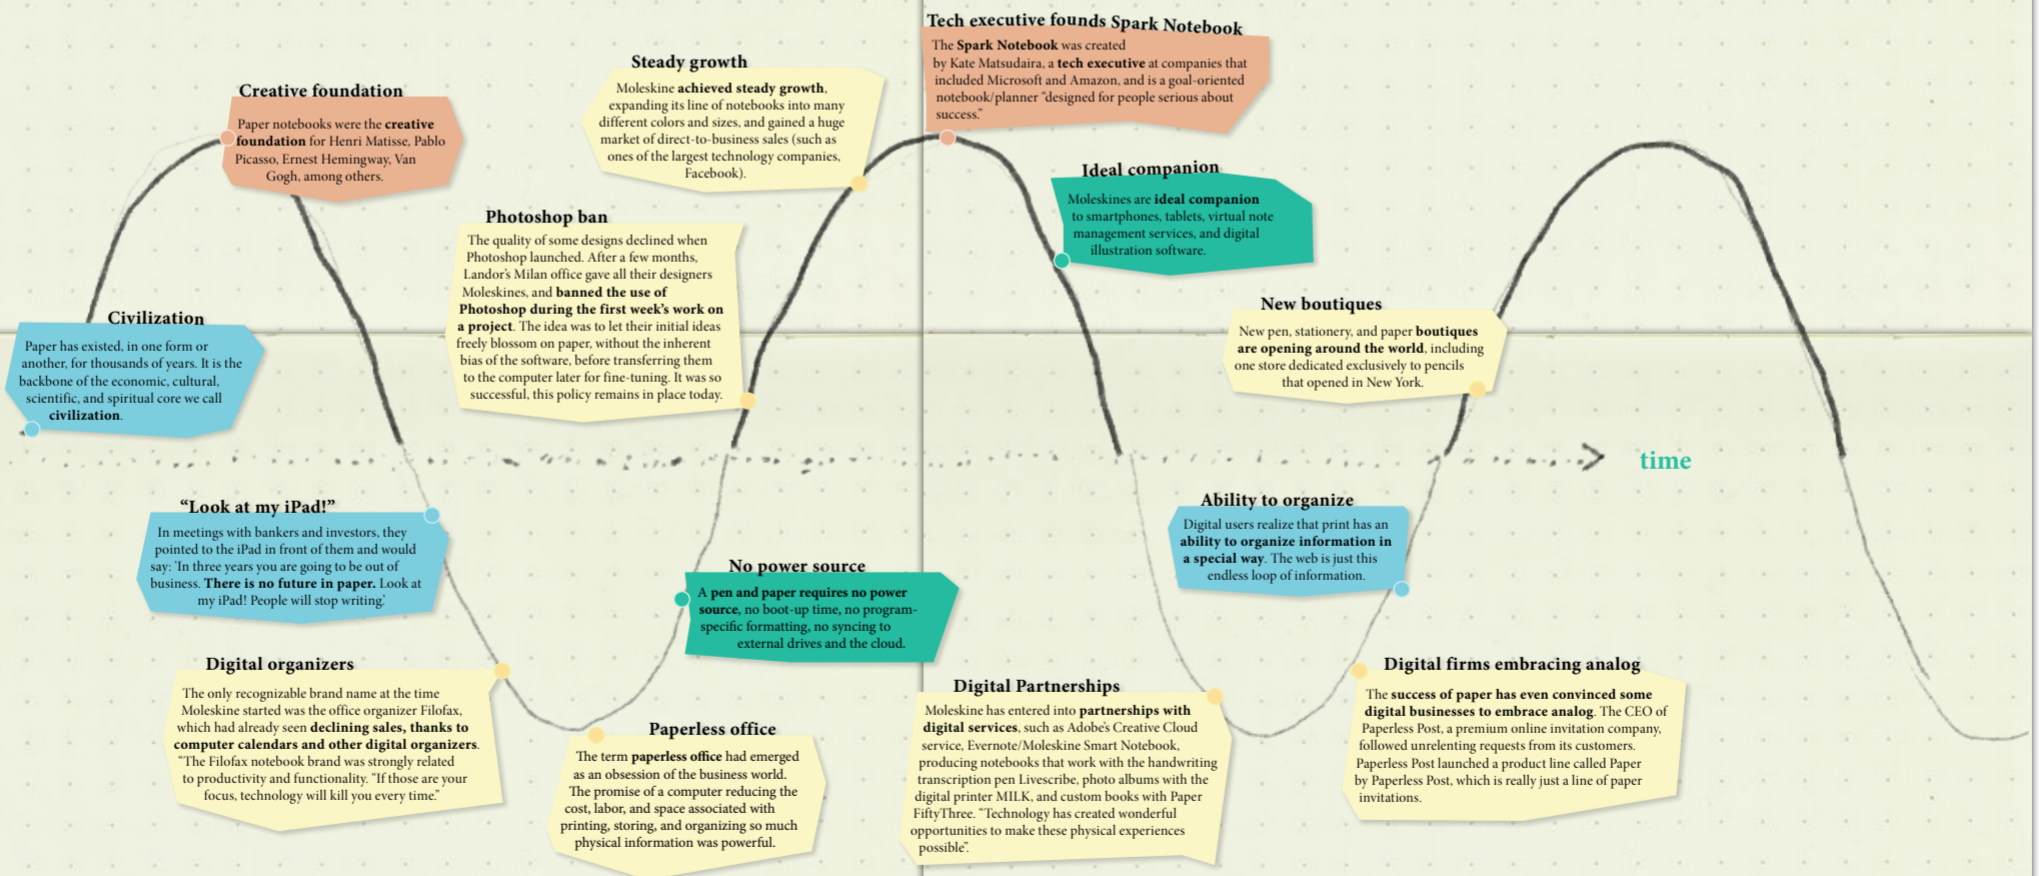 Creative foundation
Paper notebooks were the creative
foundation for Henri Matisse, Pablo
Picasso, Ernest Hemingway, Van
Gogh, among others.
Steady growth
Moleskine achieved steady growth,
expanding its line of notebooks into many
different colors and sizes, and gained a huge
market of direct-to-business sales (such as
ones of the largest technology companies,
Facebook).
Tech executive founds Spark Notebook
The Spark Notebook was created
by Kate Matsudaira, a tech executive at companies that
included Microsoft and Amazon, and is a goal-oriented
notebook/planner "designed for people serious about
success."
Ideal companion
Moleskines are ideal companion
to smartphones, tablets, virtual note
management services, and digital
illustration software.
Photoshop ban
The quality of some designs declined when
Photoshop launched. After a few months,
Landor's Milan office gave all their designers
Moleskines, and banned the use of
Photoshop during the first week's work on
a project. The idea was to let their initial ideas
freely blossom on paper, without the inherent
bias of the software, before transferring them
to the computer later for fine-tuning. It was so
successful, this policy remains in place today.
Civilization
Paper has existed, in one form or
another, for thousands of years. It is the
backbone of the economic, cultural,
scientific, and spiritual core we call
civilization.
New boutiques
New pen, stationery, and paper boutiques
are opening around the world, including
one store dedicated exclusively to pencils
that opened in New York.
time
"Look at my iPad!"
In meetings with bankers and investors, they
pointed to the iPad in front of them and would
say: 'In three years you are going to be out of
business. There is no future in paper. Look at
my iPad! People will stop writing.'
Ability to organize
Digital users realize that print has an
ability to organize information in
a special way. The web is just this
endless loop of information.
No power source
A pen and paper requires no power
source, no boot-up time, no program-
specific formatting, no syncing to
external drives and the cloud.
Digital organizers
The only recognizable brand name at the time
Moleskine started was the office organizer Filofax,
which had already seen declining sales, thanks to
computer calendars and other digital organizers.
"The Filofax notebook brand was strongly related
to productivity and functionality. "If those are your
focus, technology will kill you every time."
Paperless office
The term paperless office had emerged
as an obsession of the business world.
The promise of a computer reducing the
cost, labor, and space associated with
printing, storing, and organizing so much
physical information was powerful.
Digital Partnerships
Moleskine has entered into partnerships with
digital services, such as Adobe's Creative Cloud
service, Evernote/Moleskine Smart Notebook,
producing notebooks that work with the handwriting
transcription pen Livescribe, photo albums with the
digital printer MILK, and custom books with Paper
FiftyThree. "Technology has created wonderful
opportunities to make these physical experiences
possible".
Digital firms embracing analog
The success of paper has even convinced some
digital businesses to embrace analog. The CEO of
Paperless Post, a premium online invitation company,
followed unrelenting requests from its customers.
Paperless Post launched a product line called Paper
by Paperless Post, which is really just a line of paper
invitations.